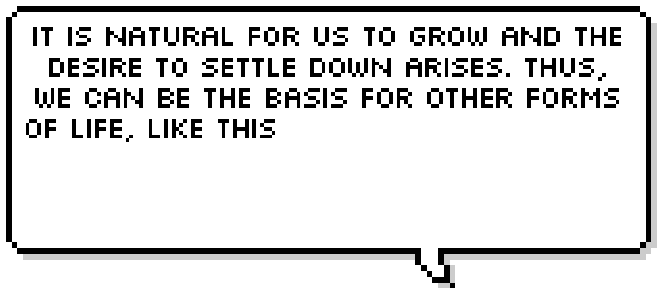 IT IS NATURAL FOR US TO GROW AND THE
DESIRE TO SETTLE DOWN ARISES. THUS,
WE CAN BE THE BASIS FOR OTHER FORMS
OF LIFE, LIKE THIS